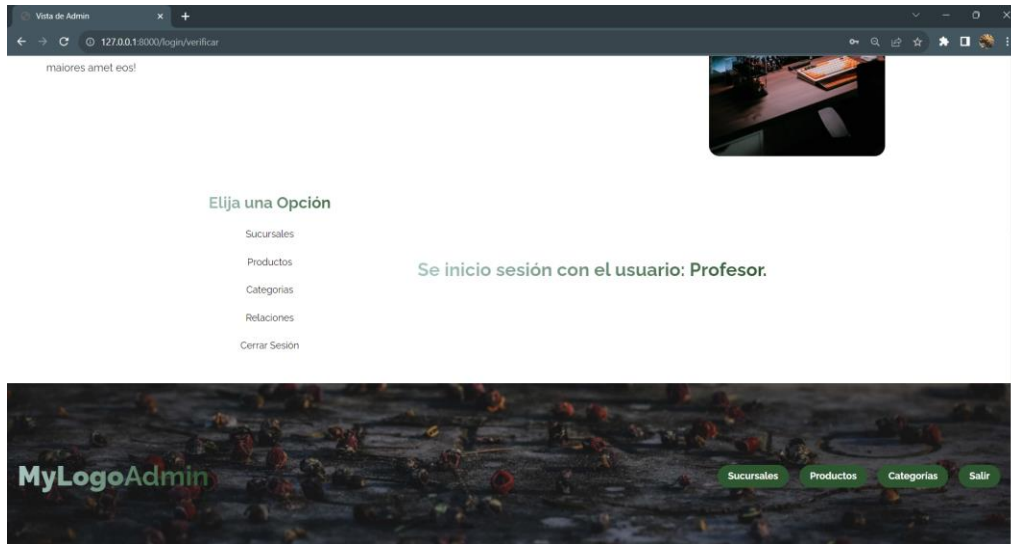 Vista de Admin
127.0.0.1:8000/login/verificar
maiores amet eos!
Elija una Opción
Sucursales
Productos
Categorias
Relaciones
Cerrar Sesión
Se inicio sesión con el usuario: Profesor.
MyLogoAdmin
Sucursales
Productos
Categorías
Salir